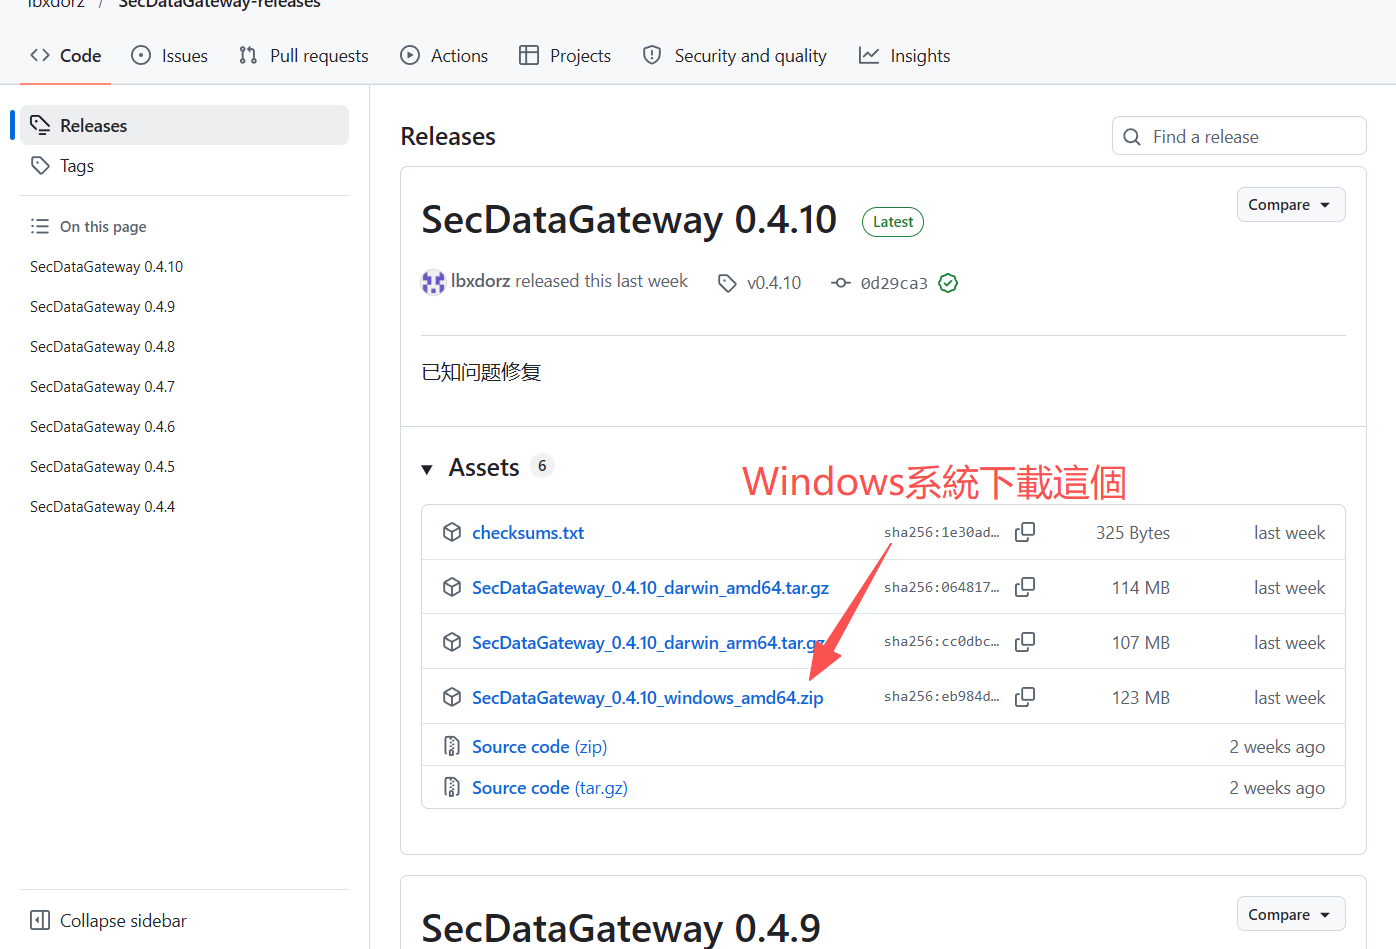 lbxdorz / SecDataGateway-releases
Code Issues Pull requests Actions Projects Security and quality Insights
Releases
Tags
On this page
SecDataGateway 0.4.10
SecDataGateway 0.4.9
SecDataGateway 0.4.8
SecDataGateway 0.4.7
SecDataGateway 0.4.6
SecDataGateway 0.4.5
SecDataGateway 0.4.4
Collapse sidebar
Releases
Find a release
SecDataGateway 0.4.10 Latest Compare
lbxdorz released this last week v0.4.10 0d29ca3
已知问题修复
Assets 6
Windows系統下載這個
checksums.txt sha256:1e30ad… 325 Bytes last week
SecDataGateway_0.4.10_darwin_amd64.tar.gz sha256:064817… 114 MB last week
SecDataGateway_0.4.10_darwin_arm64.tar.gz sha256:cc0dbc… 107 MB last week
SecDataGateway_0.4.10_windows_amd64.zip sha256:eb984d… 123 MB last week
Source code (zip) 2 weeks ago
Source code (tar.gz) 2 weeks ago
SecDataGateway 0.4.9 Compare